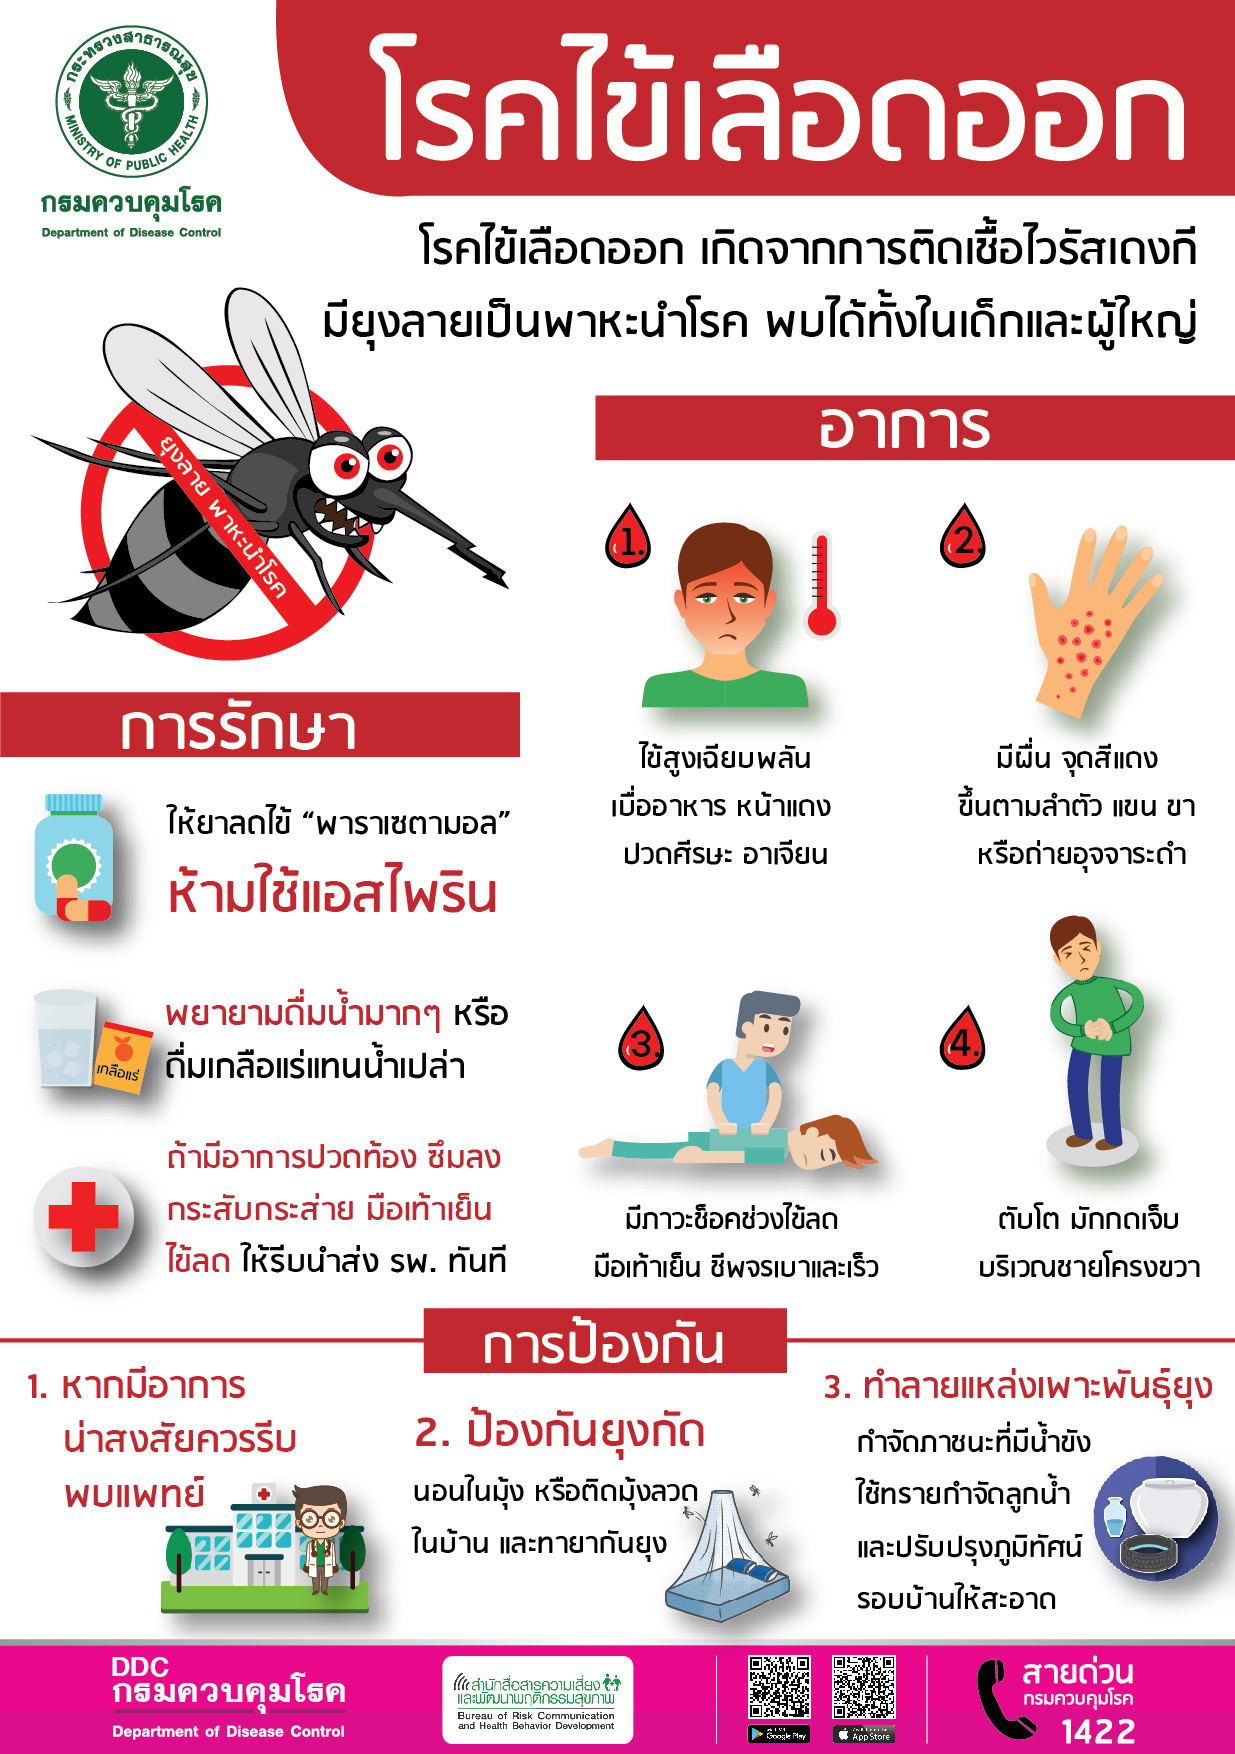 กระทรวงสาธารณสุข
MINISTRY OF PUBLIC HEALTH
กรมควบคุมโรค
Department of Disease Control
โรคไข้เลือดออก
โรคไข้เลือดออก เกิดจากการติดเชื้อไวรัสเดงกี
มียุงลายเป็นพาหะนำโรค พบได้ทั้งในเด็กและผู้ใหญ่
ยุงลาย พาหะนำโรค
อาการ
1.
ไข้สูงเฉียบพลัน
เบื่ออาหาร หน้าแดง
ปวดศีรษะ อาเจียน
2.
มีผื่น จุดสีแดง
ขึ้นตามลำตัว แขน ขา
หรือถ่ายอุจจาระดำ
3.
มีภาวะช็อคช่วงไข้ลด
มือเท้าเย็น ชีพจรเบาและเร็ว
4.
ตับโต มักกดเจ็บ
บริเวณชายโครงขวา
การรักษา
ให้ยาลดไข้ “พาราเซตามอล”
ห้ามใช้แอสไพริน
พยายามดื่มน้ำมากๆ หรือ
ดื่มเกลือแร่แทนน้ำเปล่า
เกลือแร่
ถ้ามีอาการปวดท้อง ซึมลง
กระสับกระส่าย มือเท้าเย็น
ไข้ลด ให้รีบนำส่ง รพ. ทันที
การป้องกัน
1. หากมีอาการ
น่าสงสัยควรรีบ
พบแพทย์
2. ป้องกันยุงกัด
นอนในมุ้ง หรือติดมุ้งลวด
ในบ้าน และทายากันยุง
3. ทำลายแหล่งเพาะพันธุ์ยุง
กำจัดภาชนะที่มีน้ำขัง
ใช้ทรายกำจัดลูกน้ำ
และปรับปรุงภูมิทัศน์
รอบบ้านให้สะอาด
DDC
กรมควบคุมโรค
Department of Disease Control
สำนักสื่อสารความเสี่ยง
และพัฒนาพฤติกรรมสุขภาพ
Bureau of Risk Communication
and Health Behavior Development
Google Play
App Store
สายด่วน
กรมควบคุมโรค
1422